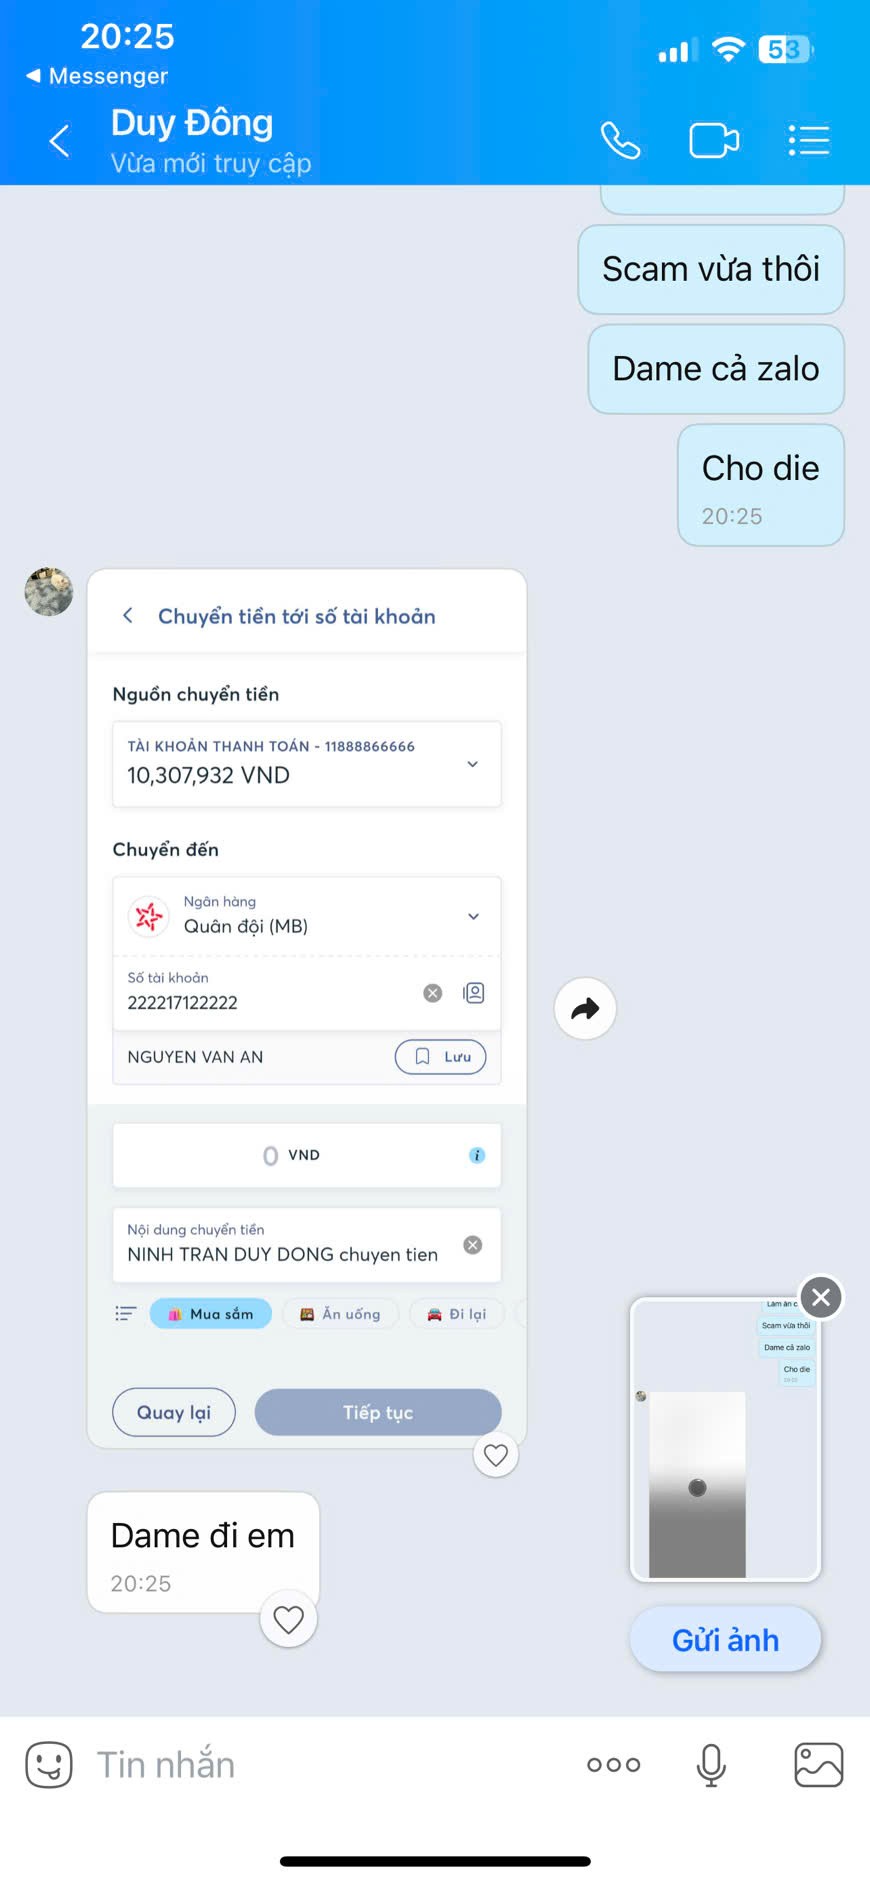 20:25
53
Messenger
Duy Đông
Vừa mới truy cập
Scam vừa thôi
Dame cả zalo
Cho die
20:25
Chuyển tiền tới số tài khoản
Nguồn chuyển tiền
TÀI KHOẢN THANH TOÁN - 11888866666
10,307,932 VND
Chuyển đến
Ngân hàng
Quân đội (MB)
Số tài khoản
222217122222
NGUYEN VAN AN
Lưu
0 VND
Nội dung chuyển tiền
NINH TRAN DUY DONG chuyen tien
Mua sắm
Ăn uống
Đi lại
Quay lại
Tiếp tục
Dame đi em
20:25
Làm ăn c
Scam vừa thôi
Dame cả zalo
Cho die
Gửi ảnh
Tin nhắn